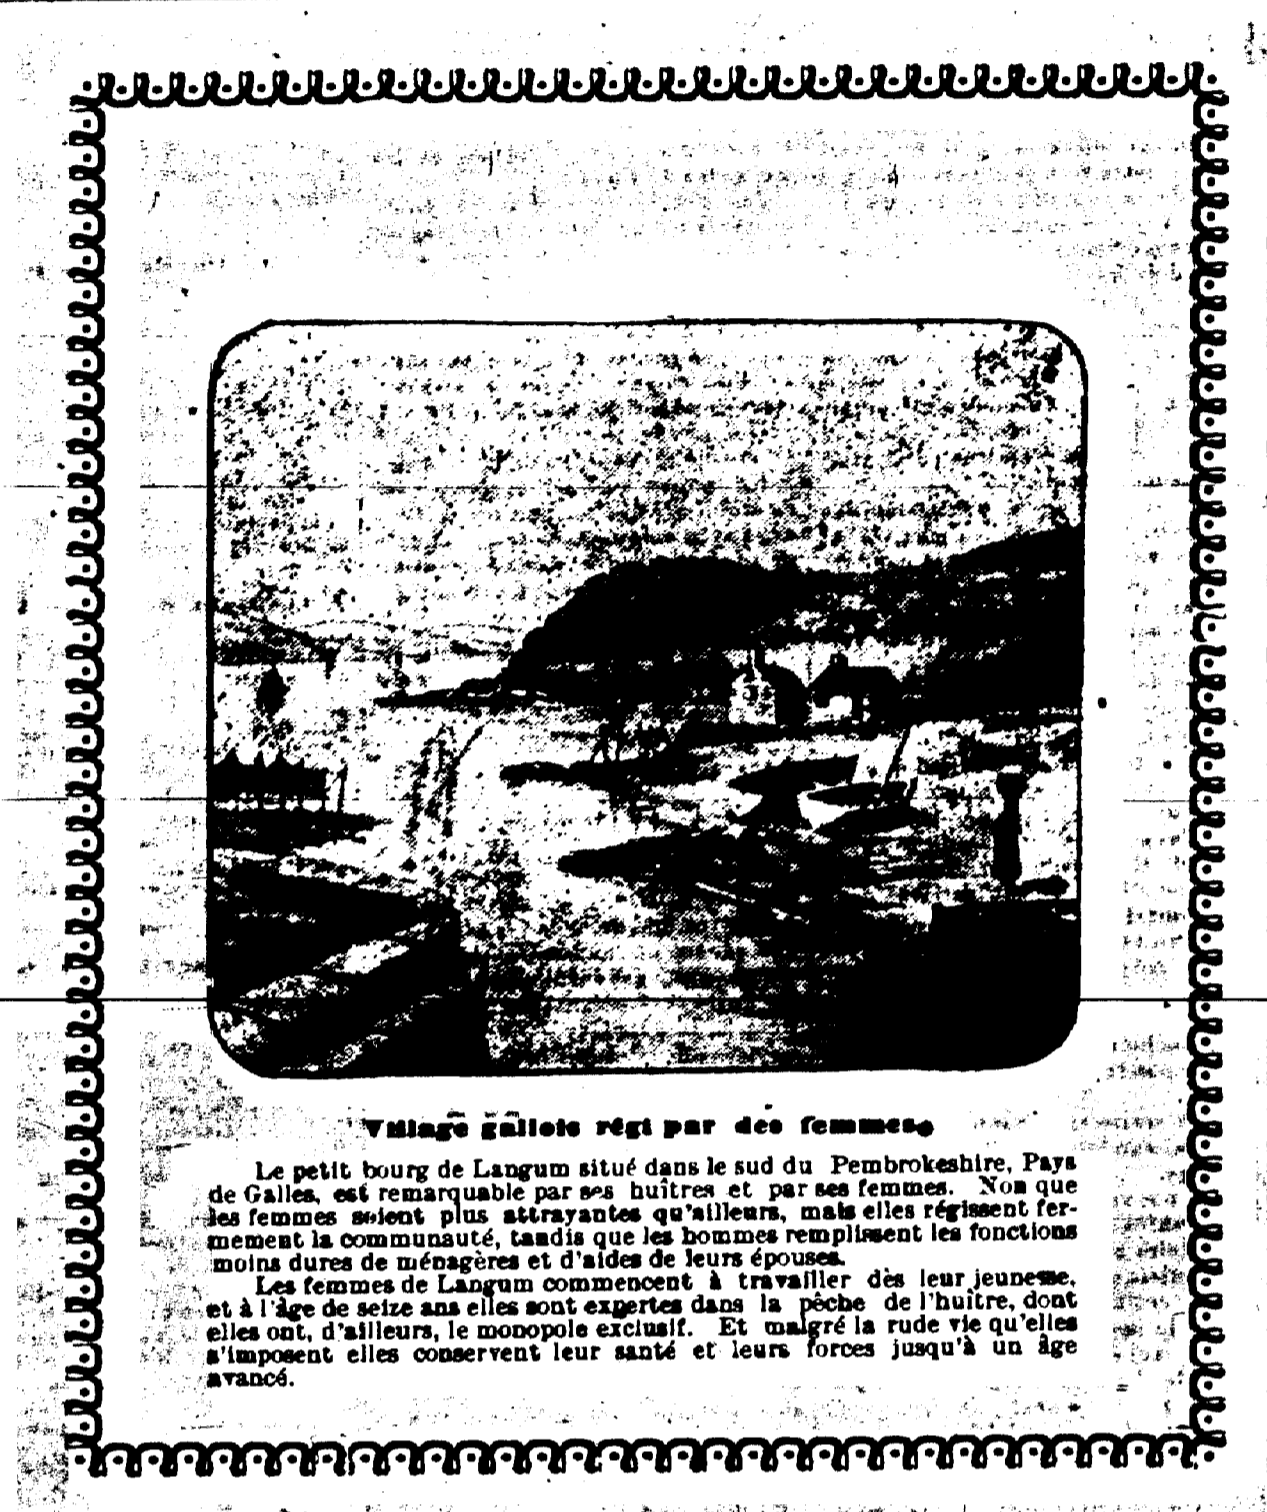 Village gallois régi par des femmes.
Le petit bourg de Langum situé dans le sud du Pembrokeshire, Pays
de Galles, est remarquable par ses huîtres et par ses femmes. Non que
les femmes soient plus attrayantes qu'ailleurs, mais elles régissent fer-
mement la communauté, tandis que les hommes remplissent les fonctions
moins dures de ménagères et d'aides de leurs épouses.
Les femmes de Langum commencent à travailler dès leur jeunesse,
et à l'âge de seize ans elles sont expertes dans la pêche de l'huître, dont
elles ont, d'ailleurs, le monopole exclusif. Et malgré la rude vie qu'elles
s'imposent elles conservent leur santé et leurs forces jusqu'à un âge
avancé.